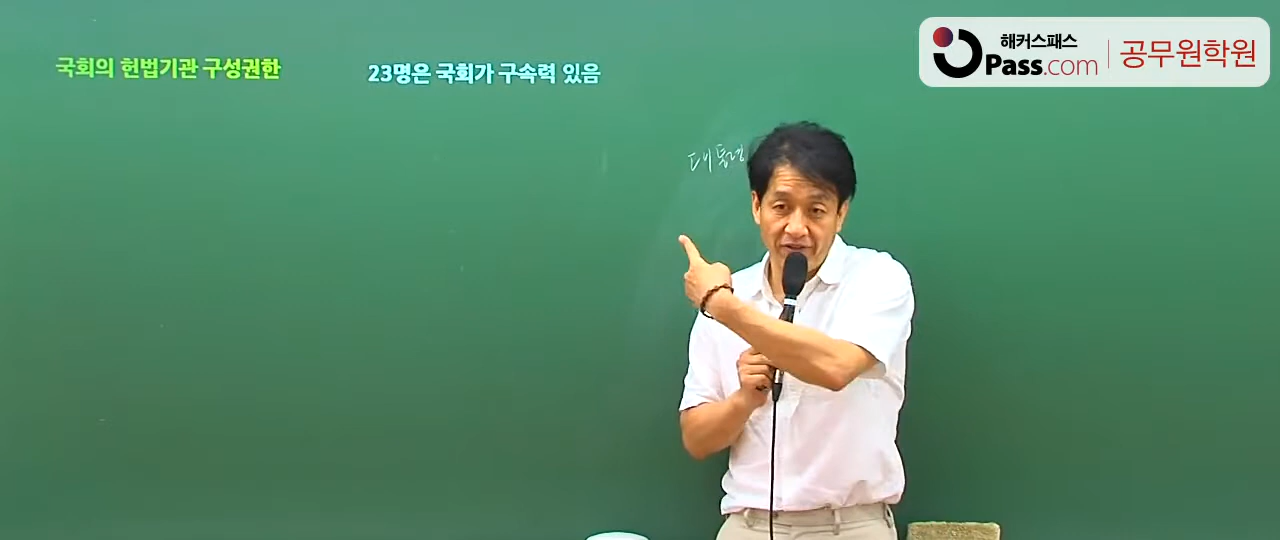 국회의 헌법기관 구성권한
23명은 국회가 구속력 있음
해커스패스
Pass.com
공무원학원
대통령